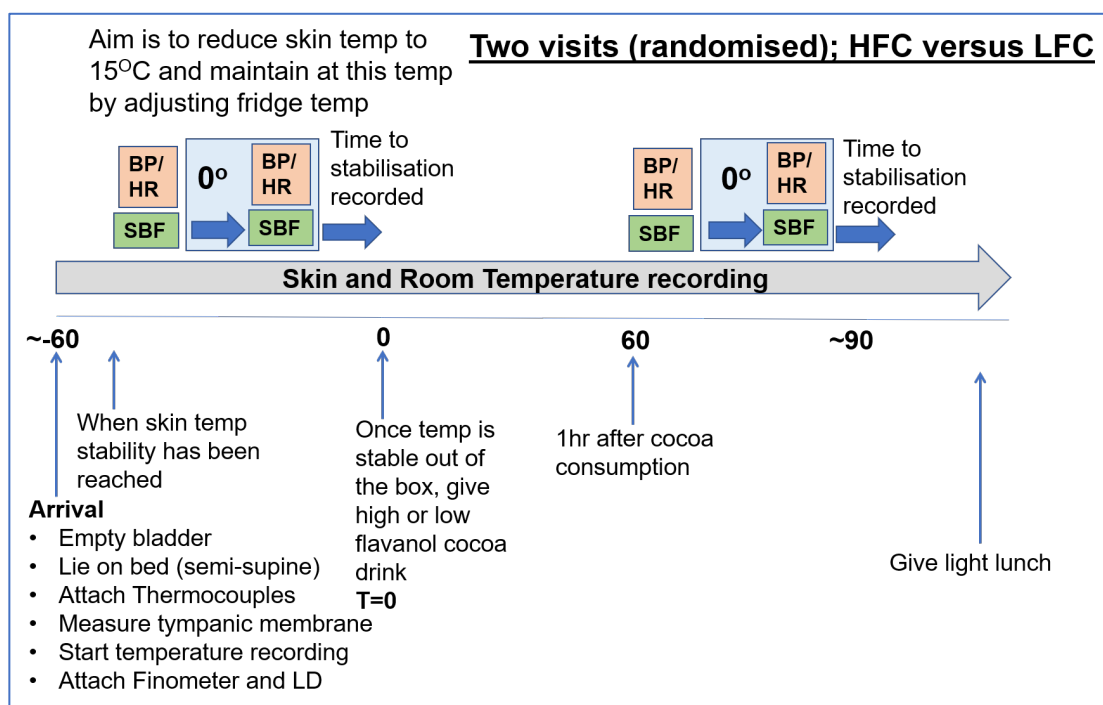 Aim is to reduce skin temp to
15⁰C and maintain at this temp
by adjusting fridge temp
Two visits (randomised); HFC versus LFC
BP/
HR
SBF
0⁰
BP/
HR
SBF
Time to
stabilisation
recorded
BP/
HR
SBF
0⁰
BP/
HR
SBF
Time to
stabilisation
recorded
Skin and Room Temperature recording
~-60
0
60
~90
When skin temp
stability has been
reached
Once temp is
stable out of
the box, give
high or low
flavanol cocoa
drink
T=0
1hr after cocoa
consumption
Give light lunch
Arrival
• Empty bladder
• Lie on bed (semi-supine)
• Attach Thermocouples
• Measure tympanic membrane
• Start temperature recording
• Attach Finometer and LD